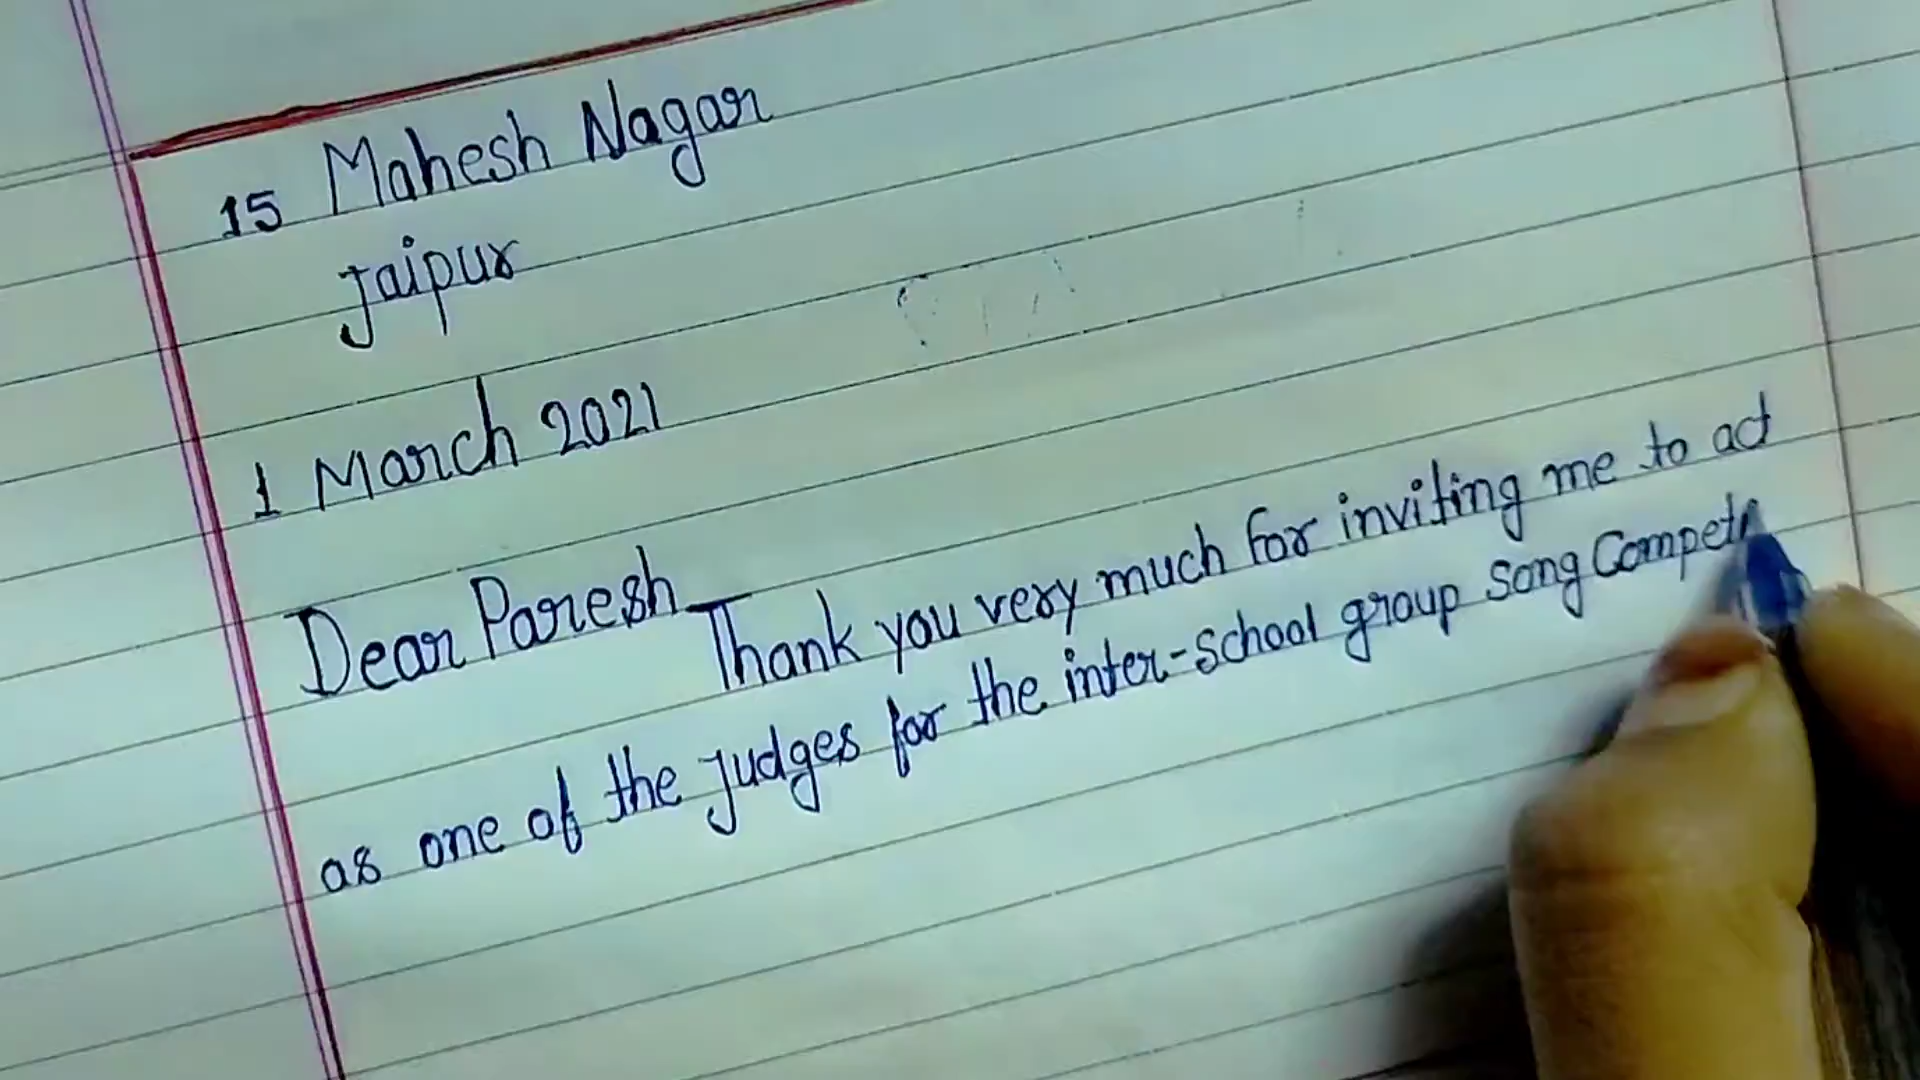 15 Mahesh Nagar
Jaipur
1 March 2021
Dear Paresh
Thank you very much for inviting me to act
as one of the judges for the inter-school group song